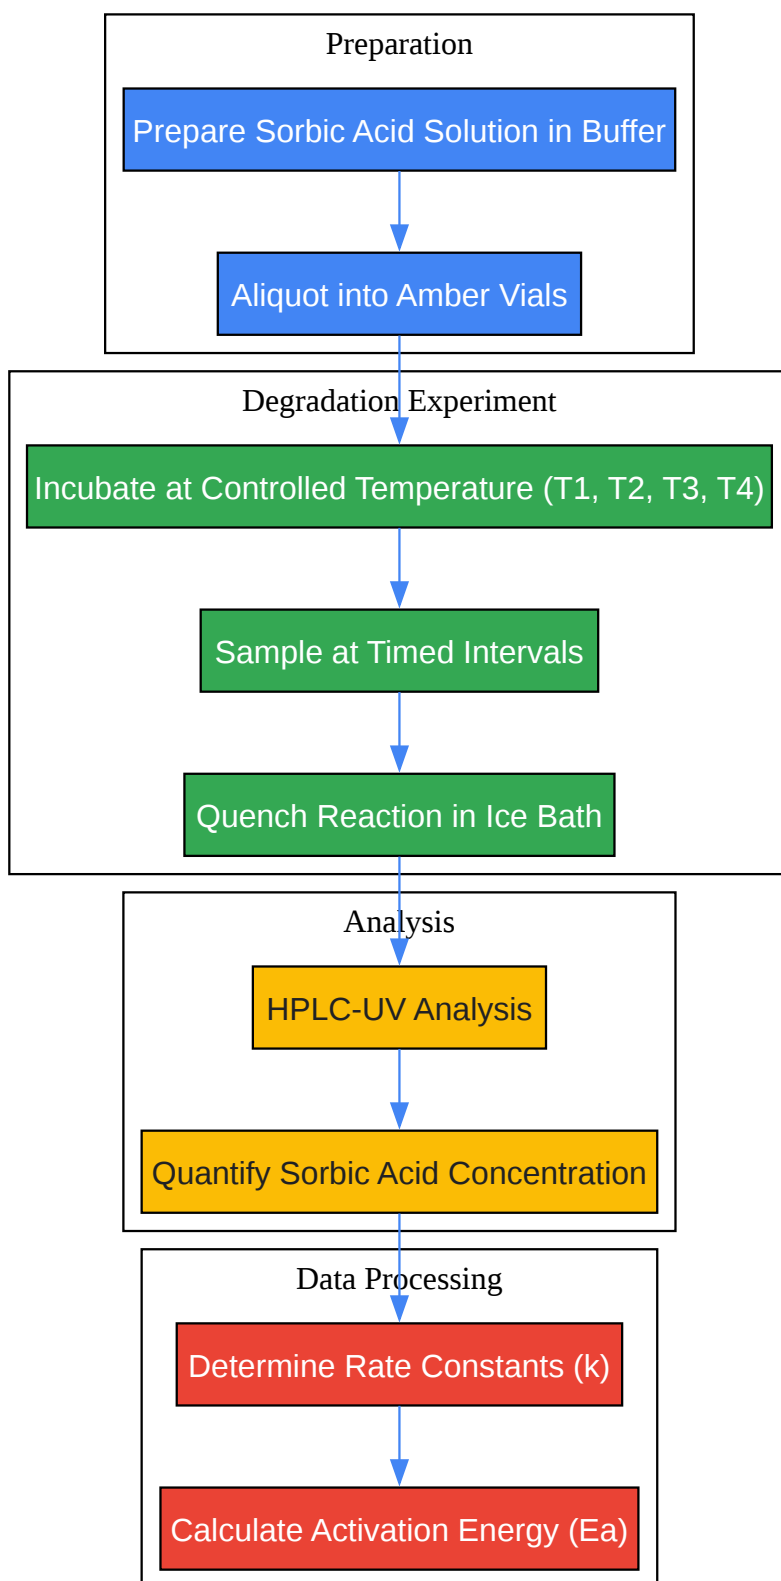 Preparation
Prepare Sorbic Acid Solution in Buffer
Aliquot into Amber Vials
Degradation Experiment
Incubate at Controlled Temperature (T1, T2, T3, T4)
Sample at Timed Intervals
Quench Reaction in Ice Bath
Analysis
HPLC-UV Analysis
Quantify Sorbic Acid Concentration
Data Processing
Determine Rate Constants (k)
Calculate Activation Energy (Ea)